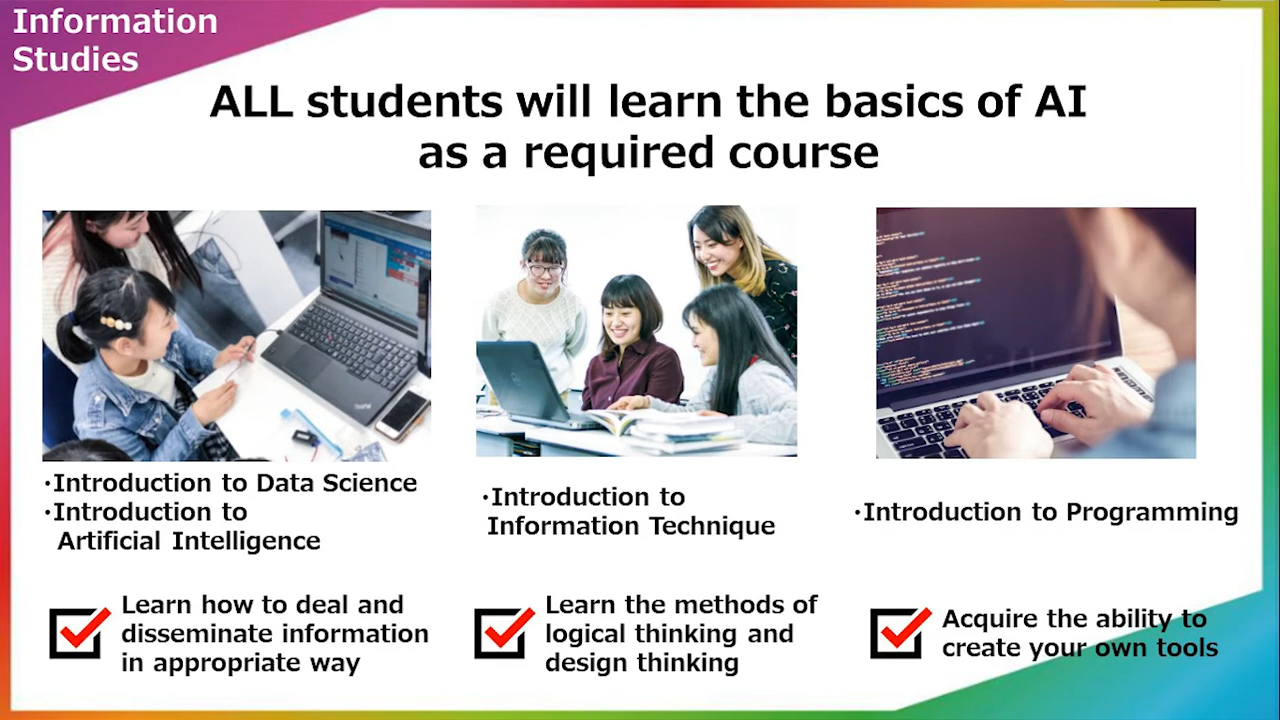 Information
Studies
ALL students will learn the basics of AI
as a required course
・Introduction to Data Science
・Introduction to
Artificial Intelligence
・Introduction to
Information Technique
・Introduction to Programming
Learn how to deal and
disseminate information
in appropriate way
Learn the methods of
logical thinking and
design thinking
Acquire the ability to
create your own tools